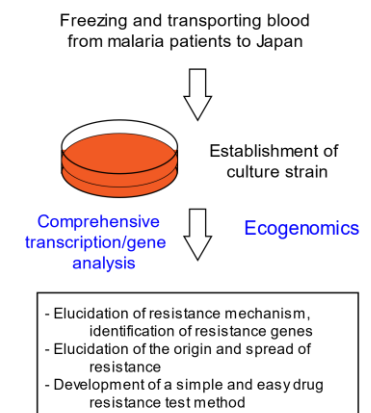 Freezing and transporting blood
from malaria patients to Japan
Establishment of
culture strain
Comprehensive
transcription/gene
analysis
Ecogenomics
- Elucidation of resistance mechanism,
identification of resistance genes
- Elucidation of the origin and spread of
resistance
- Development of a simple and easy drug
resistance test method